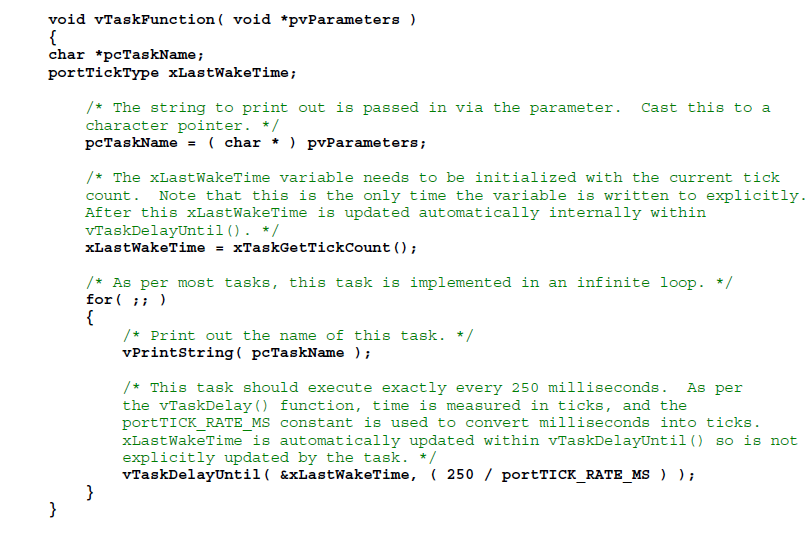 void vTaskFunction( void *pvParameters )
{
char *pcTaskName;
portTickType xLastWakeTime;
/* The string to print out is passed in via the parameter.  Cast this to a
character pointer. */
pcTaskName = ( char * ) pvParameters;
/* The xLastWakeTime variable needs to be initialized with the current tick
count.  Note that this is the only time the variable is written to explicitly.
After this xLastWakeTime is updated automatically internally within
vTaskDelayUntil(). */
xLastWakeTime = xTaskGetTickCount();
/* As per most tasks, this task is implemented in an infinite loop. */
for( ;; )
{
/* Print out the name of this task. */
vPrintString( pcTaskName );
/* This task should execute exactly every 250 milliseconds.  As per
the vTaskDelay() function, time is measured in ticks, and the
portTICK_RATE_MS constant is used to convert milliseconds into ticks.
xLastWakeTime is automatically updated within vTaskDelayUntil() so is not
explicitly updated by the task. */
vTaskDelayUntil( &xLastWakeTime, ( 250 / portTICK_RATE_MS ) );
}
}